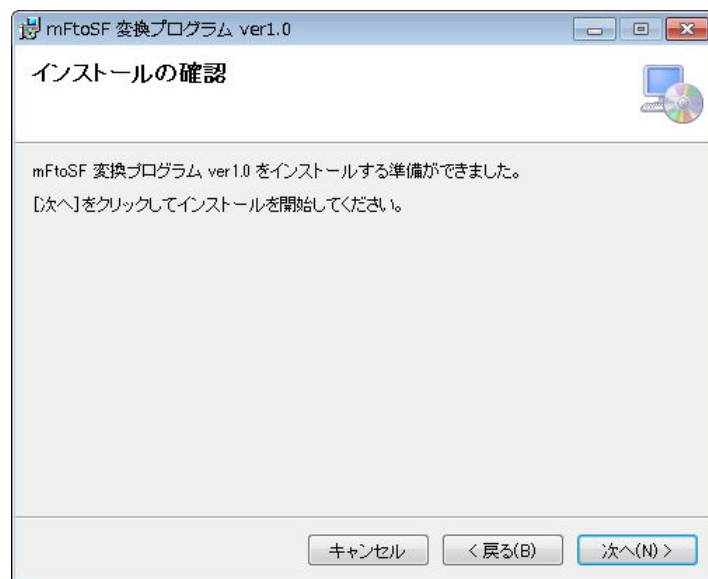 mFtoSF 変換プログラム ver1.0
インストールの確認
mFtoSF 変換プログラム ver1.0 をインストールする準備ができました。
[次へ]をクリックしてインストールを開始してください。
キャンセル
< 戻る(B)
次へ(N) >